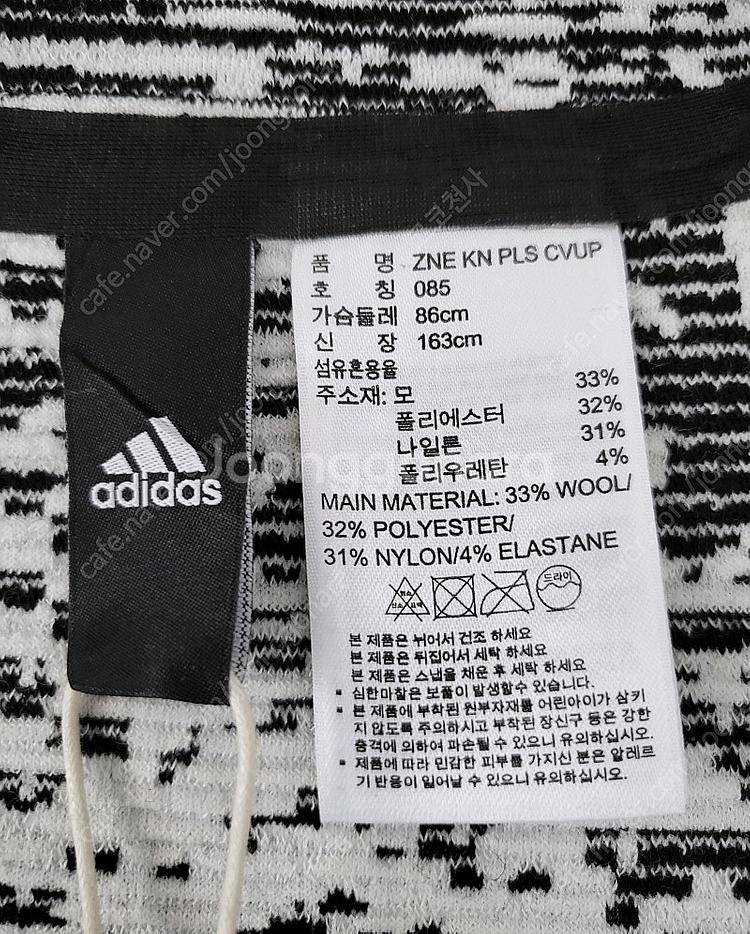 품 명 ZNE KN PLS CVUP
호 칭 085
가슴둘레 86cm
신 장 163cm
섬유혼용율
주소재: 모 33%
폴리에스터 32%
나일론 31%
폴리우레탄 4%
MAIN MATERIAL: 33% WOOL/
32% POLYESTER/
31% NYLON/4% ELASTANE
드라이
본 제품은 뉘어서 건조 하세요
본 제품은 뒤집어서 세탁 하세요
본 제품은 스냅을 채운 후 세탁 하세요
* 심한마찰은 보풀이 발생할수 있습니다.
* 본 제품에 부착된 원부자재를 어린아이가 삼키
지 않도록 주의하시고 부착된 장신구 등은 강한
충격에 의하여 파손될 수 있으니 유의하십시오.
* 제품에 따라 민감한 피부를 가지신 분은 알레르
기 반응이 일어날 수 있으니 유의하십시오.
adidas
cafe.naver.com/joonggonara